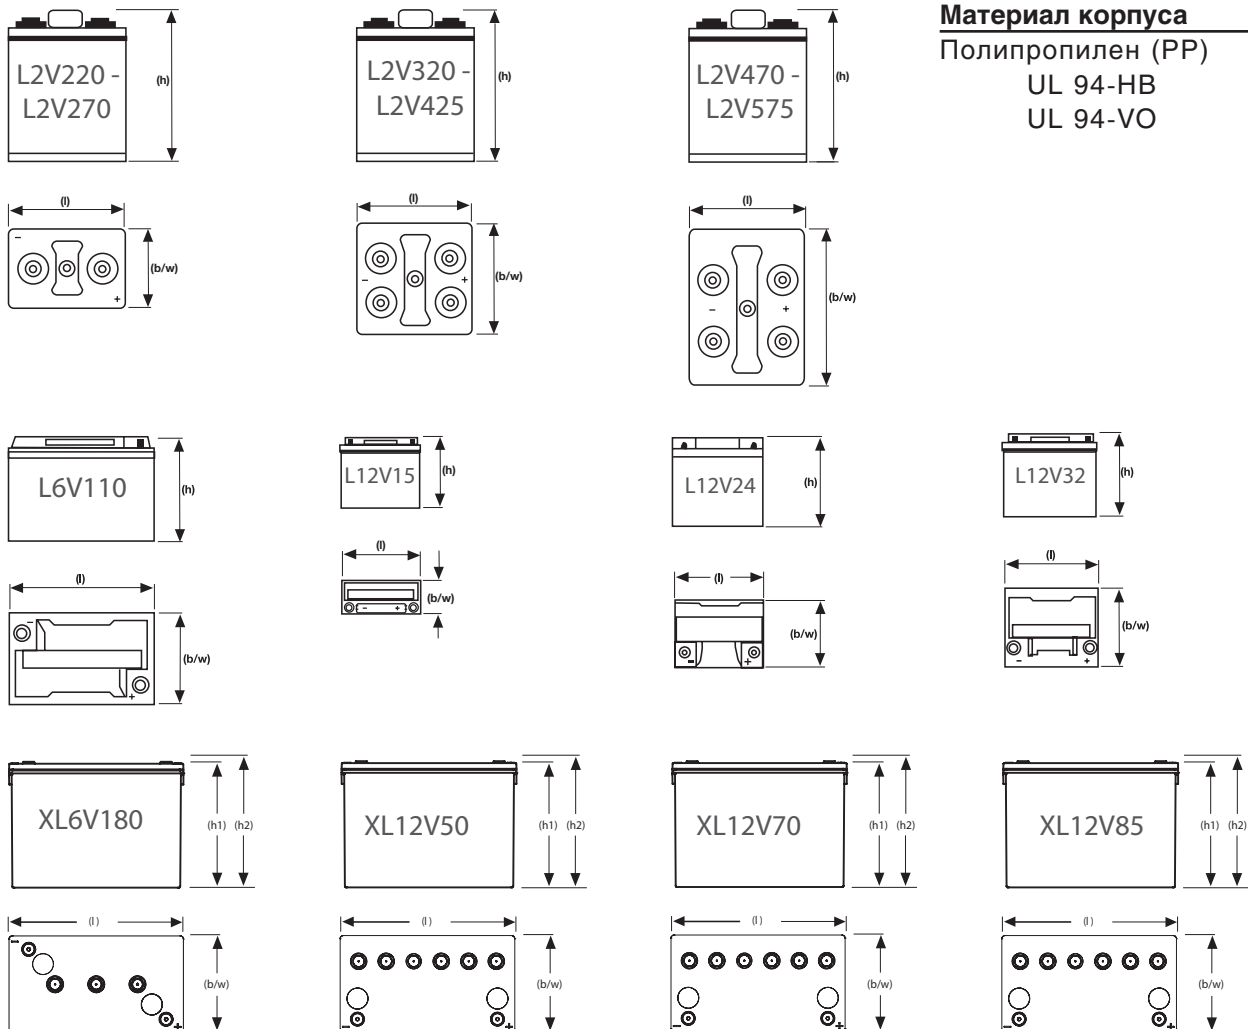 Материал корпуса
Полипропилен (PP)
UL 94-HB
UL 94-VO
L2V220 -
L2V270
(h)
L2V320 -
L2V425
(h)
L2V470 -
L2V575
(h)
(l)
(b/w)
- +
(l)
(b/w)
- +
(l)
(b/w)
- +
L6V110
(h)
L12V15
(h)
L12V24
(h)
L12V32
(h)
(l)
(b/w)
- +
(l)
(b/w)
- +
(l)
(b/w)
- +
(l)
(b/w)
- +
XL6V180
(h1) (h2)
XL12V50
(h1) (h2)
XL12V70
(h1) (h2)
XL12V85
(h1) (h2)
(l)
(b/w)
- +
(l)
(b/w)
- +
(l)
(b/w)
- +
(l)
(b/w)
- +